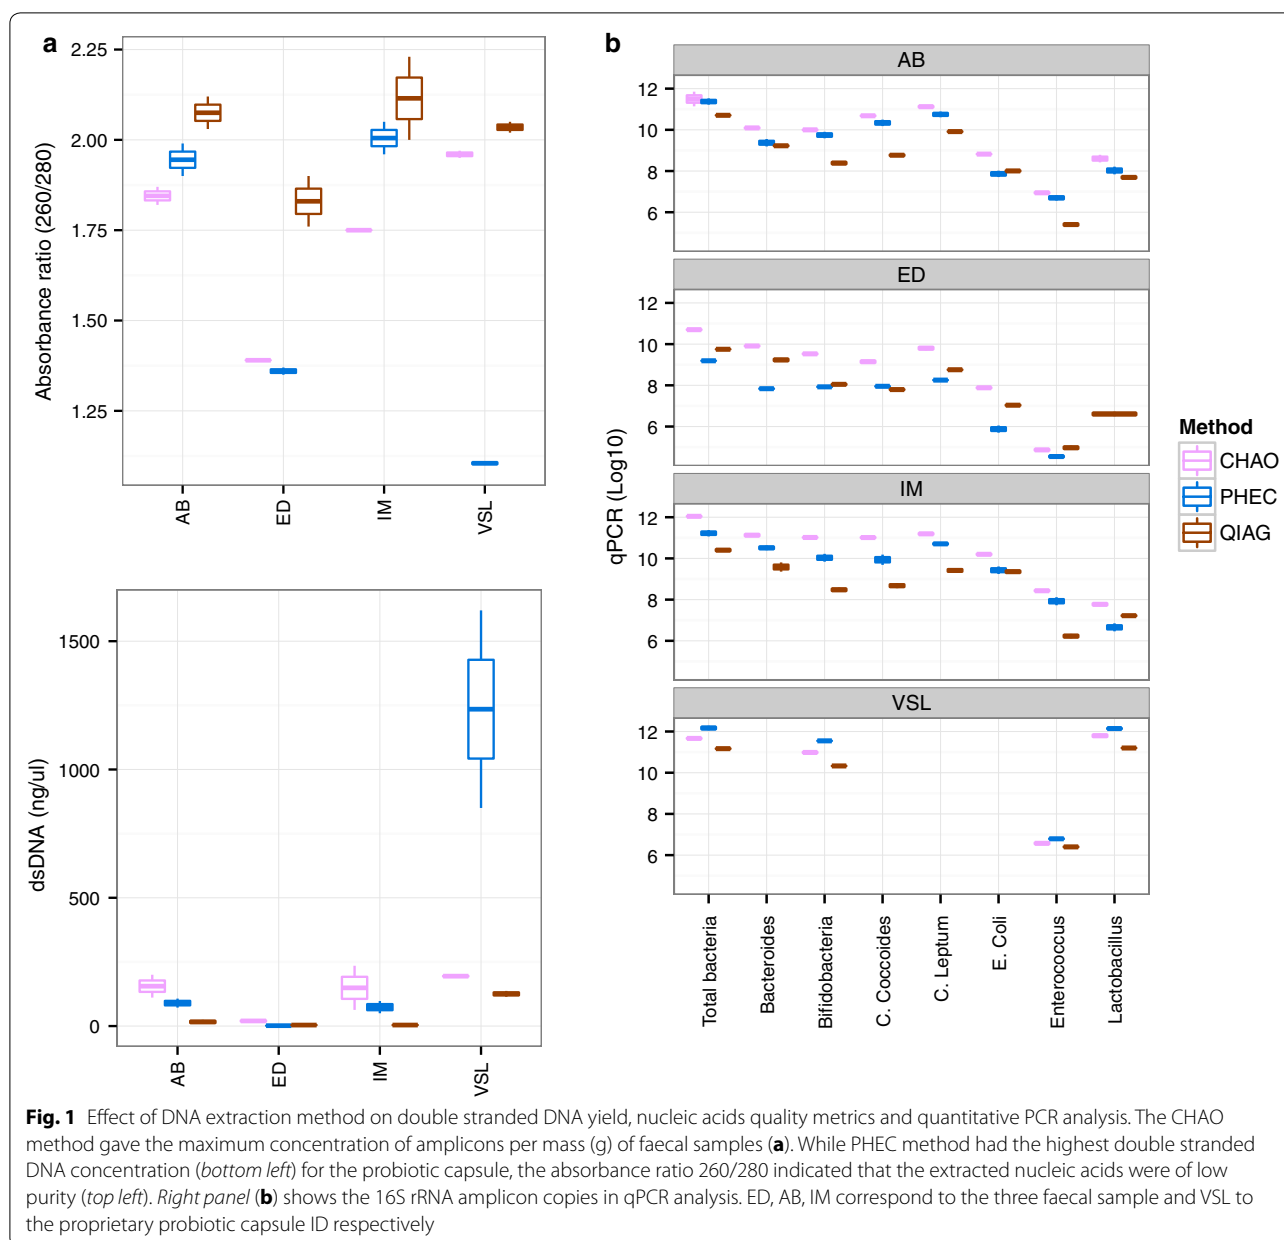 a
2.25
2.00
1.75
1.50
1.25
Absorbance ratio (260/280)
AB
ED
IM
VSL
1500
1000
500
0
dsDNA (ng/ul)
AB
ED
IM
VSL
b
AB
12
10
8
6
ED
12
10
8
6
IM
12
10
8
6
VSL
12
10
8
6
qPCR (Log10)
Total bacteria
Bacteroides
Bifidobacteria
C. Coccoides
C. Leptum
E. Coli
Enterococcus
Lactobacillus
Method
CHAO
PHEC
QIAG
Fig. 1 Effect of DNA extraction method on double stranded DNA yield, nucleic acids quality metrics and quantitative PCR analysis. The CHAO
method gave the maximum concentration of amplicons per mass (g) of faecal samples (a). While PHEC method had the highest double stranded
DNA concentration (bottom left) for the probiotic capsule, the absorbance ratio 260/280 indicated that the extracted nucleic acids were of low
purity (top left). Right panel (b) shows the 16S rRNA amplicon copies in qPCR analysis. ED, AB, IM correspond to the three faecal sample and VSL to
the proprietary probiotic capsule ID respectively